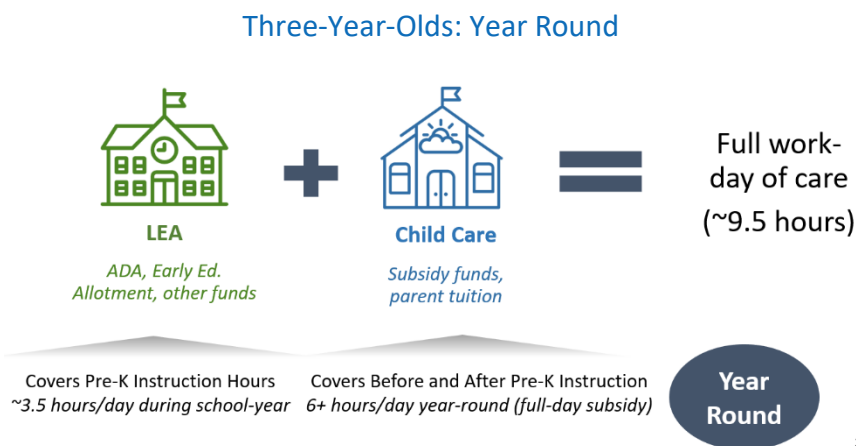 Three-Year-Olds: Year Round
LEA
ADA, Early Ed.
Allotment, other funds
Child Care
Subsidy funds,
parent tuition
Full work-
day of care
(~9.5 hours)
Covers Pre-K Instruction Hours
~3.5 hours/day during school-year
Covers Before and After Pre-K Instruction
6+ hours/day year-round (full-day subsidy)
Year
Round